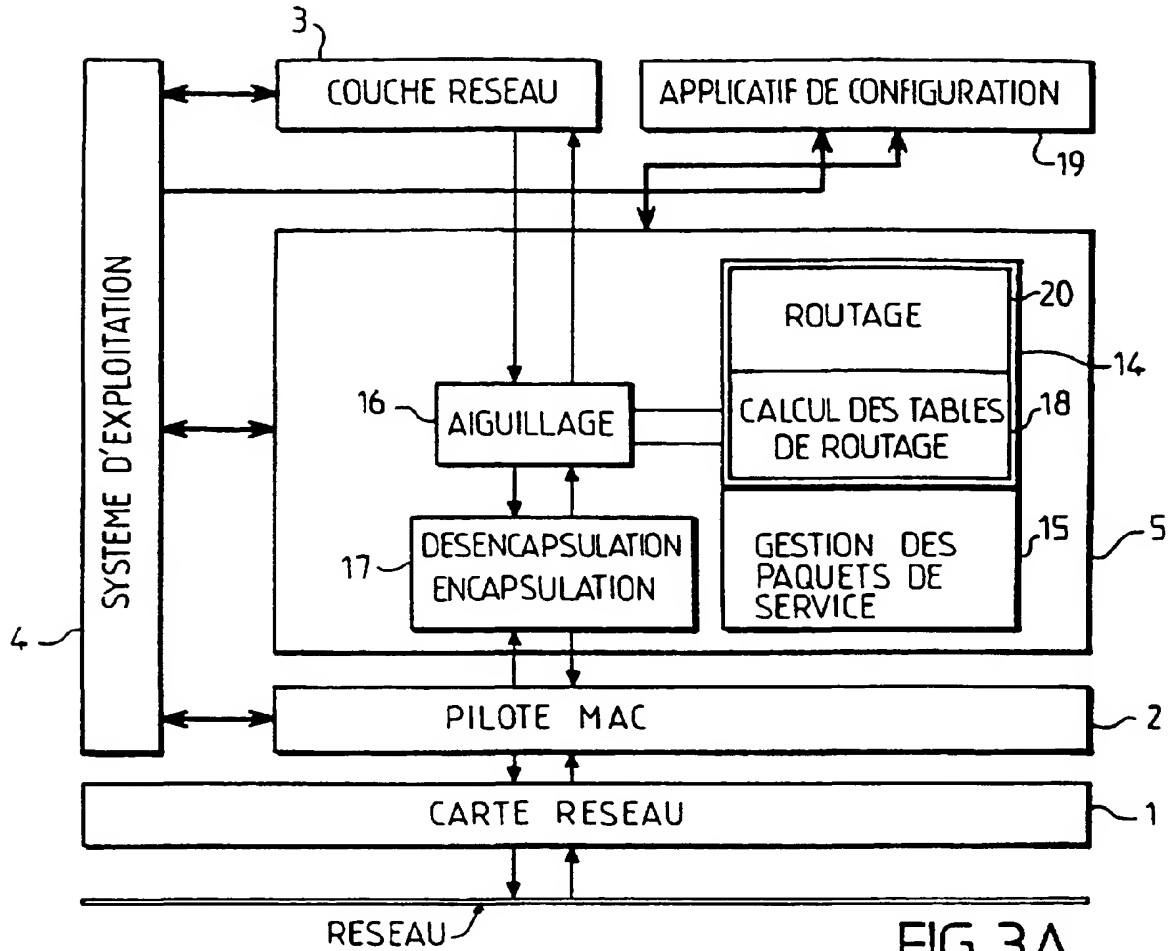 3
COUCHE RESEAU
APPLICATIF DE CONFIGURATION
19
SYSTEME D'EXPLOITATION
4
20
ROUTAGE
14
16
AIGUILLAGE
CALCUL DES TABLES
DE ROUTAGE
18
17
DESENCAPSULATION
ENCAPSULATION
GESTION DES
PAQUETS DE
SERVICE
15
5
PILOTE MAC
2
CARTE RESEAU
1
RESEAU
FIG.3A